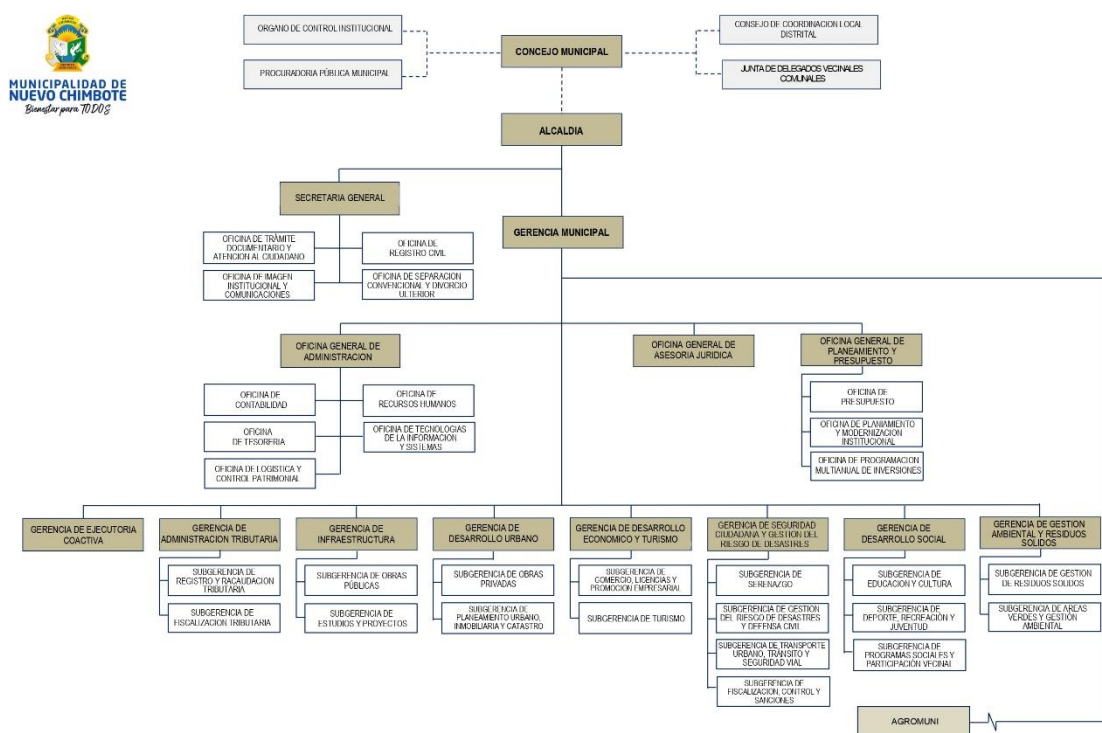 MUNICIPALIDAD DE
NUEVO CHIMBOTE
Bienestar para TODOS
ORGANO DE CONTROL INSTITUCIONAL
PROCURADORIA PÚBLICA MUNICIPAL
CONCEJO MUNICIPAL
CONSEJO DE COORDINACION LOCAL
DISTRITAL
JUNTA DE DELEGADOS VECINALES
COMUNALES
ALCALDIA
SECRETARIA GENERAL
OFICINA DE TRÁMITE
DOCUMENTARIO Y
ATENCION AL CIUDADANO
OFICINA DE
REGISTRO CIVIL
OFICINA DE IMAGEN
INSTITUCIONAL Y
COMUNICACIONES
OFICINA DE SEPARACION
CONVENCIONAL Y DIVORCIO
ULTERIOR
GERENCIA MUNICIPAL
OFICINA GENERAL DE
ADMINISTRACION
OFICINA GENERAL DE
ASESORIA JURIDICA
OFICINA GENERAL DE
PLANEAMIENTO Y
PRESUPUESTO
OFICINA DE
CONTABILIDAD
OFICINA DE
RECURSOS HUMANOS
OFICINA
DE TESORERIA
OFICINA DE TECNOLOGIAS
DE LA INFORMACION
Y SISTEMAS
OFICINA DE LOGISTICA Y
CONTROL PATRIMONIAL
OFICINA DE
PRESUPUESTO
OFICINA DE PLANIAMIENTO
Y MODERNIZACION
INSTITUCIONAL
OFICINA DE PROGRAMACION
MULTIANUAL DE INVERSIONES
GERENCIA DE EJECUTORIA
COACTIVA
GERENCIA DE
ADMINISTRACION TRIBUTARIA
SUBGERENCIA DE
REGISTRO Y RACAUDACION
TRIBUTARIA
SUBGERENCIA DE
FISCALIZACION TRIBUTARIA
GERENCIA DE
INFRAESTRUCTURA
SUBGERENCIA DE OBRAS
PÚBLICAS
SUBGERENCIA DE
ESTUDIOS Y PROYECTOS
GERENCIA DE
DESARROLLO URBANO
SUBGERENCIA DE OBRAS
PRIVADAS
SUBGERENCIA DE
PLANEAMIENTO URBANO,
INMOBILIARIA Y CATASTRO
GERENCIA DE DESARROLLO
ECONOMICO Y TURISMO
SUBGERENCIA DE
COMERCIO, LICENCIAS Y
PROMOCION EMPRESARIAL
SUBGERENCIA DE TURISMO
GERENCIA DE SEGURIDAD
CIUDADANA Y GESTION DEL
RIESGO DE DESASTRES
SUBGERENCIA DE
SERENAZGO
SUBGERENCIA DE GESTION
DEL RIESGO DE DESASTRES
Y DEFENSA CIVIL
SUBGERENCIA DE TRANSPORTE
URBANO, TRÁNSITO Y
SEGURIDAD VIAL
SUBGERENCIA DE
FISCALIZACION, CONTROL Y
SANCIONES
GERENCIA DE
DESARROLLO SOCIAL
SUBGERENCIA DE
EDUCACION Y CULTURA
SUBGERENCIA DE
DEPORTE, RECREACIÓN Y
JUVENTUD
SUBGERENCIA DE
PROGRAMAS SOCIALES Y
PARTICIPACIÓN VECINAL
GERENCIA DE GESTION
AMBIENTAL Y RESIDUOS
SOLIDOS
SUBGERENCIA DE GESTION
DE RESIDUOS SOLIDOS
SUBGERENCIA DE AREAS
VERDES Y GESTIÓN
AMBIENTAL
AGROMUNI